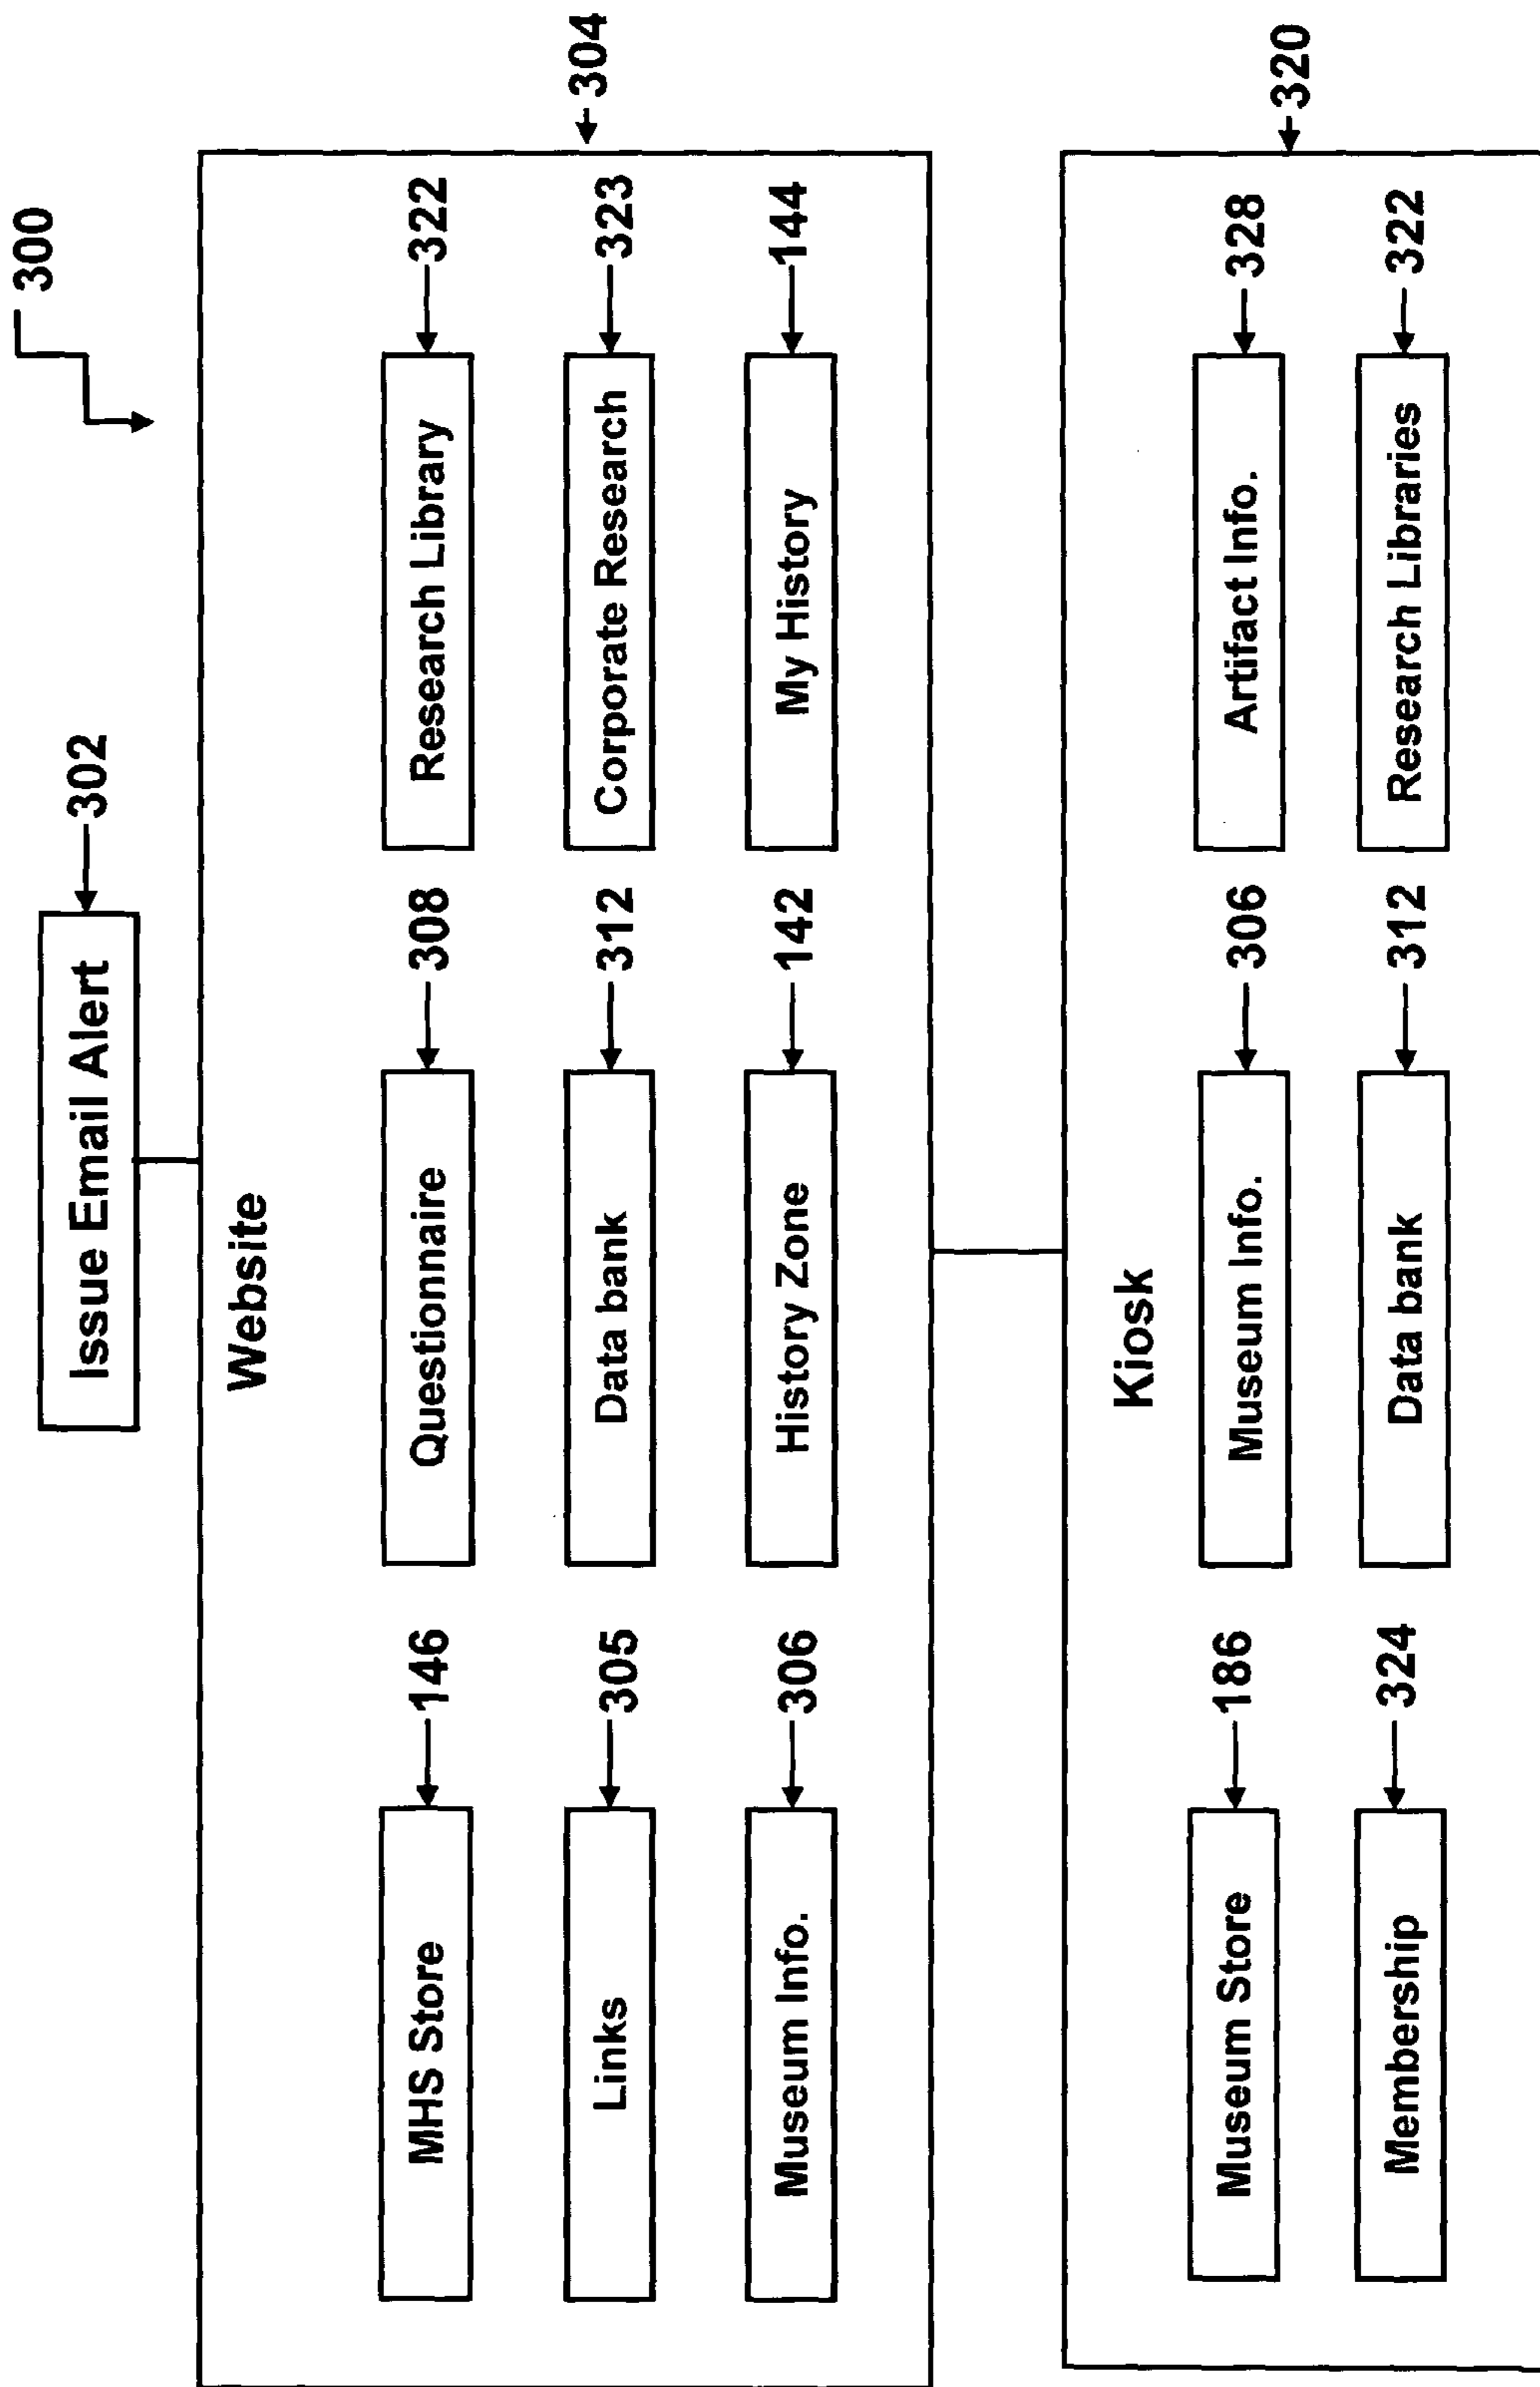 300
Issue Email Alert 302
Website 304
MHS Store 146 Questionnaire 308 Research Library 322
Links 305 Data bank 312 Corporate Research 323
Museum Info. 306 History Zone 142 My History 144
Kiosk 320
Museum Store 186 Museum Info. 306 Artifact Info. 328
Membership 324 Data bank 312 Research Libraries 322